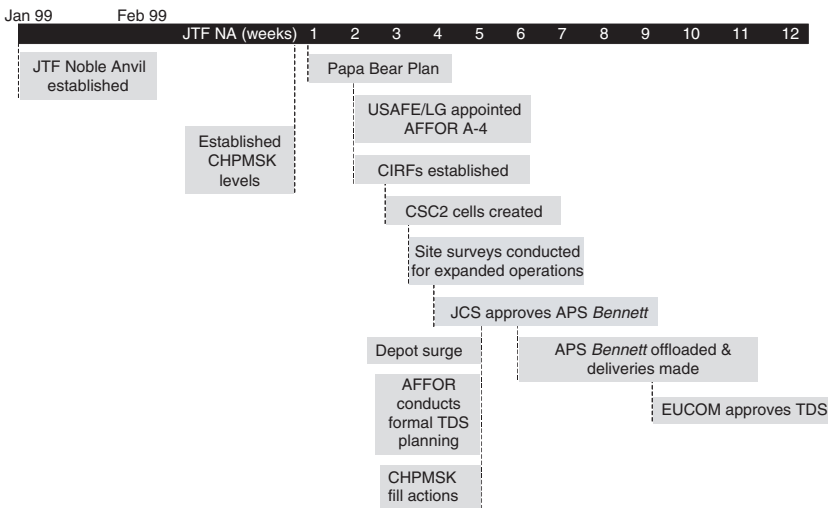 Jan 99 Feb 99
JTF NA (weeks) 1 2 3 4 5 6 7 8 9 10 11 12
JTF Noble Anvil
established
Papa Bear Plan
USAFE/LG appointed
AFFOR A-4
Established
CHPMSK
levels
CIRFs established
CSC2 cells created
Site surveys conducted
for expanded operations
JCS approves APS Bennett
Depot surge
APS Bennett offloaded &
deliveries made
AFFOR
conducts
formal TDS
planning
EUCOM approves TDS
CHPMSK
fill actions